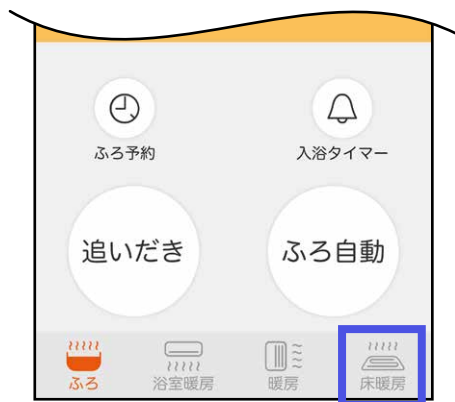 ふろ予約
入浴タイマー
追いだき
ふろ自動
ふろ
浴室暖房
暖房
床暖房